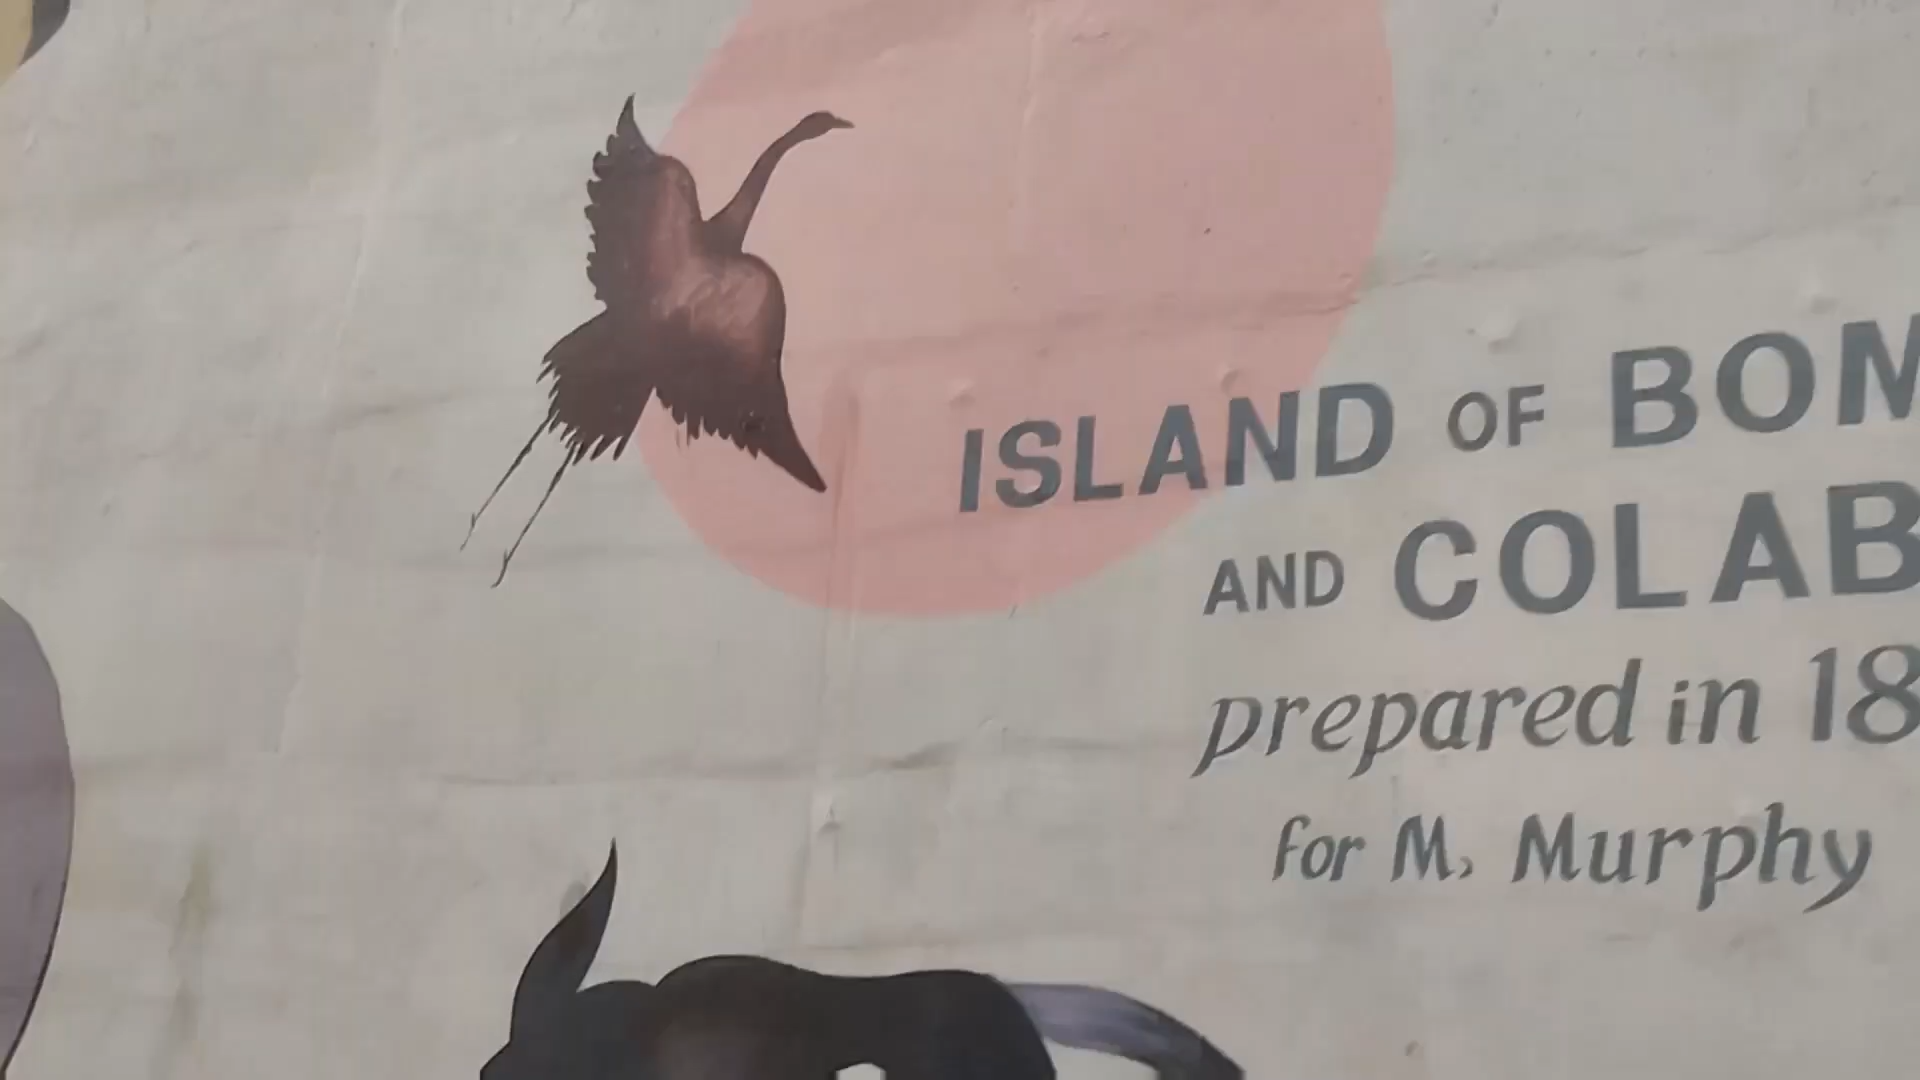 ISLAND OF BOM
AND COLAB
prepared in 18
for M. Murphy